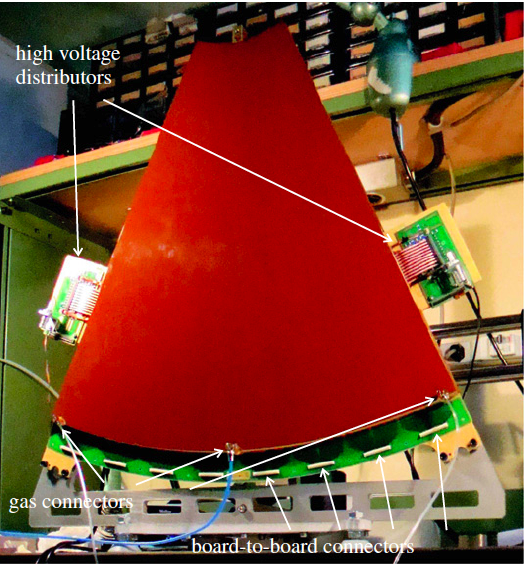 high voltage
distributors
gas connectors
board-to-board connectors